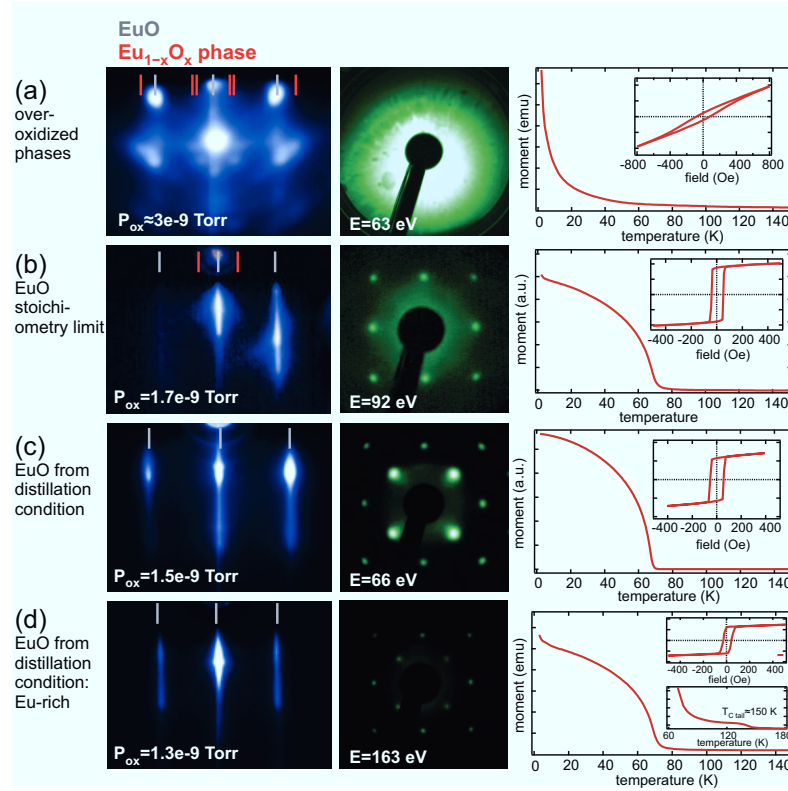 EuO
Eu1-xOx phase
(a)
over-
oxidized
phases
Pox≈3e-9 Torr
E=63 eV
moment (emu)
-800 -400 0 400 800
field (Oe)
0 20 40 60 80 100 120 140
temperature (K)
(b)
EuO
stoichi-
ometry limit
Pox=1.7e-9 Torr
E=92 eV
moment (a.u.)
-400 -200 0 200 400
field (Oe)
0 20 40 60 80 100 120 140
temperature
(c)
EuO from
distillation
condition
Pox=1.5e-9 Torr
E=66 eV
moment (a.u.)
-400 -200 0 200 400
field (Oe)
0 20 40 60 80 100 120 140
temperature (K)
(d)
EuO from
distillation
condition:
Eu-rich
Pox=1.3e-9 Torr
E=163 eV
moment (emu)
-400 -200 0 200 400
field (Oe)
TC tail≈150 K
60 120 180
temperature (K)
0 20 40 60 80 100 120 140
temperature (K)